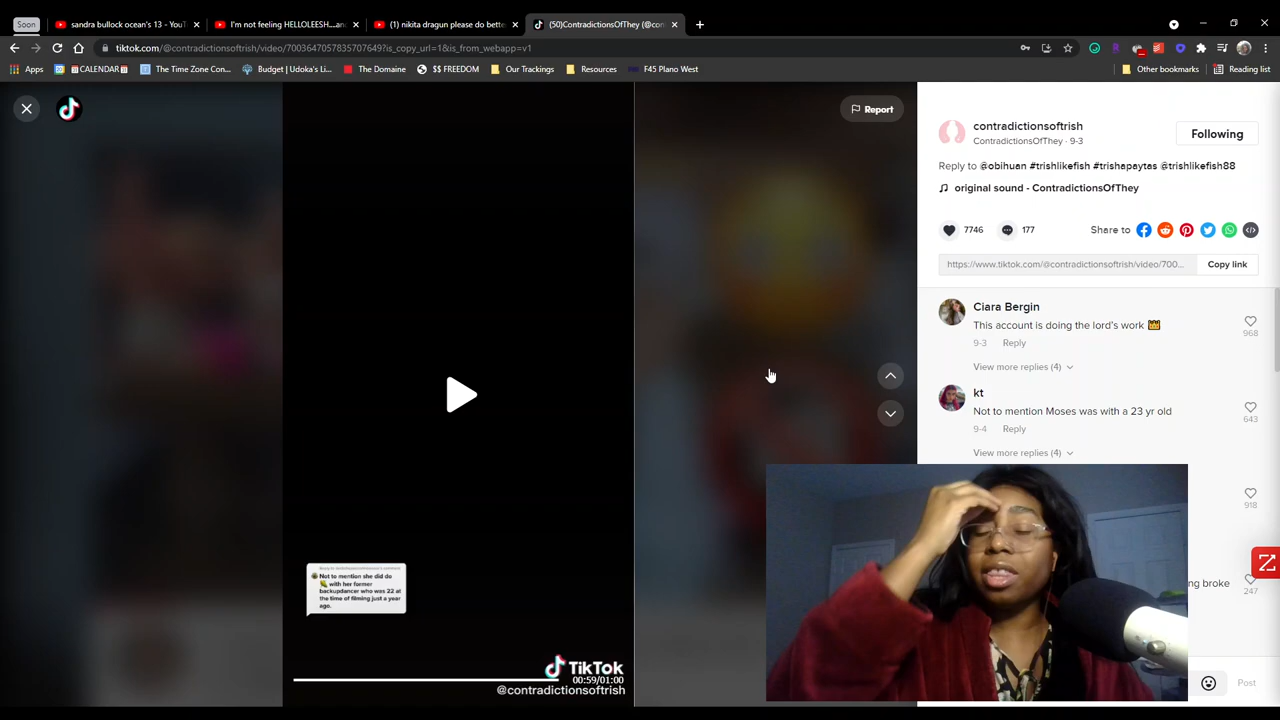 Soon
sandra bullock ocean's 13 - YouT
I'm not feeling HELLOLEESH....an
(1) nikita dragun please do bette
(50)ContradictionsOfThey (@con
tiktok.com/@contradictionsoftrish/video/7003647057835707649?is_copy_url=1&is_from_webapp=v1
Apps
CALENDAR
The Time Zone Con...
Budget | Udoka's Li...
The Domaine
$$ FREEDOM
Our Trackings
Resources
F45 Plano West
Other bookmarks
Reading list
Report
contradictionsoftrish
ContradictionsOfThey · 9-3
Following
Reply to @obihuan #trishlikefish #trishapaytas @trishlikefish88
original sound - ContradictionsOfThey
7746
177
Share to
https://www.tiktok.com/@contradictionsoftrish/video/700...
Copy link
Ciara Bergin
This account is doing the lord's work
968
9-3 Reply
View more replies (4)
kt
Not to mention Moses was with a 23 yr old
643
9-4 Reply
View more replies (4)
918
ng broke
247
Not to mention she did do
with her former
backupdancer who was 22 at
the time of filming just a year
ago.
TikTok
00:59/01:00
@contradictionsoftrish
Post